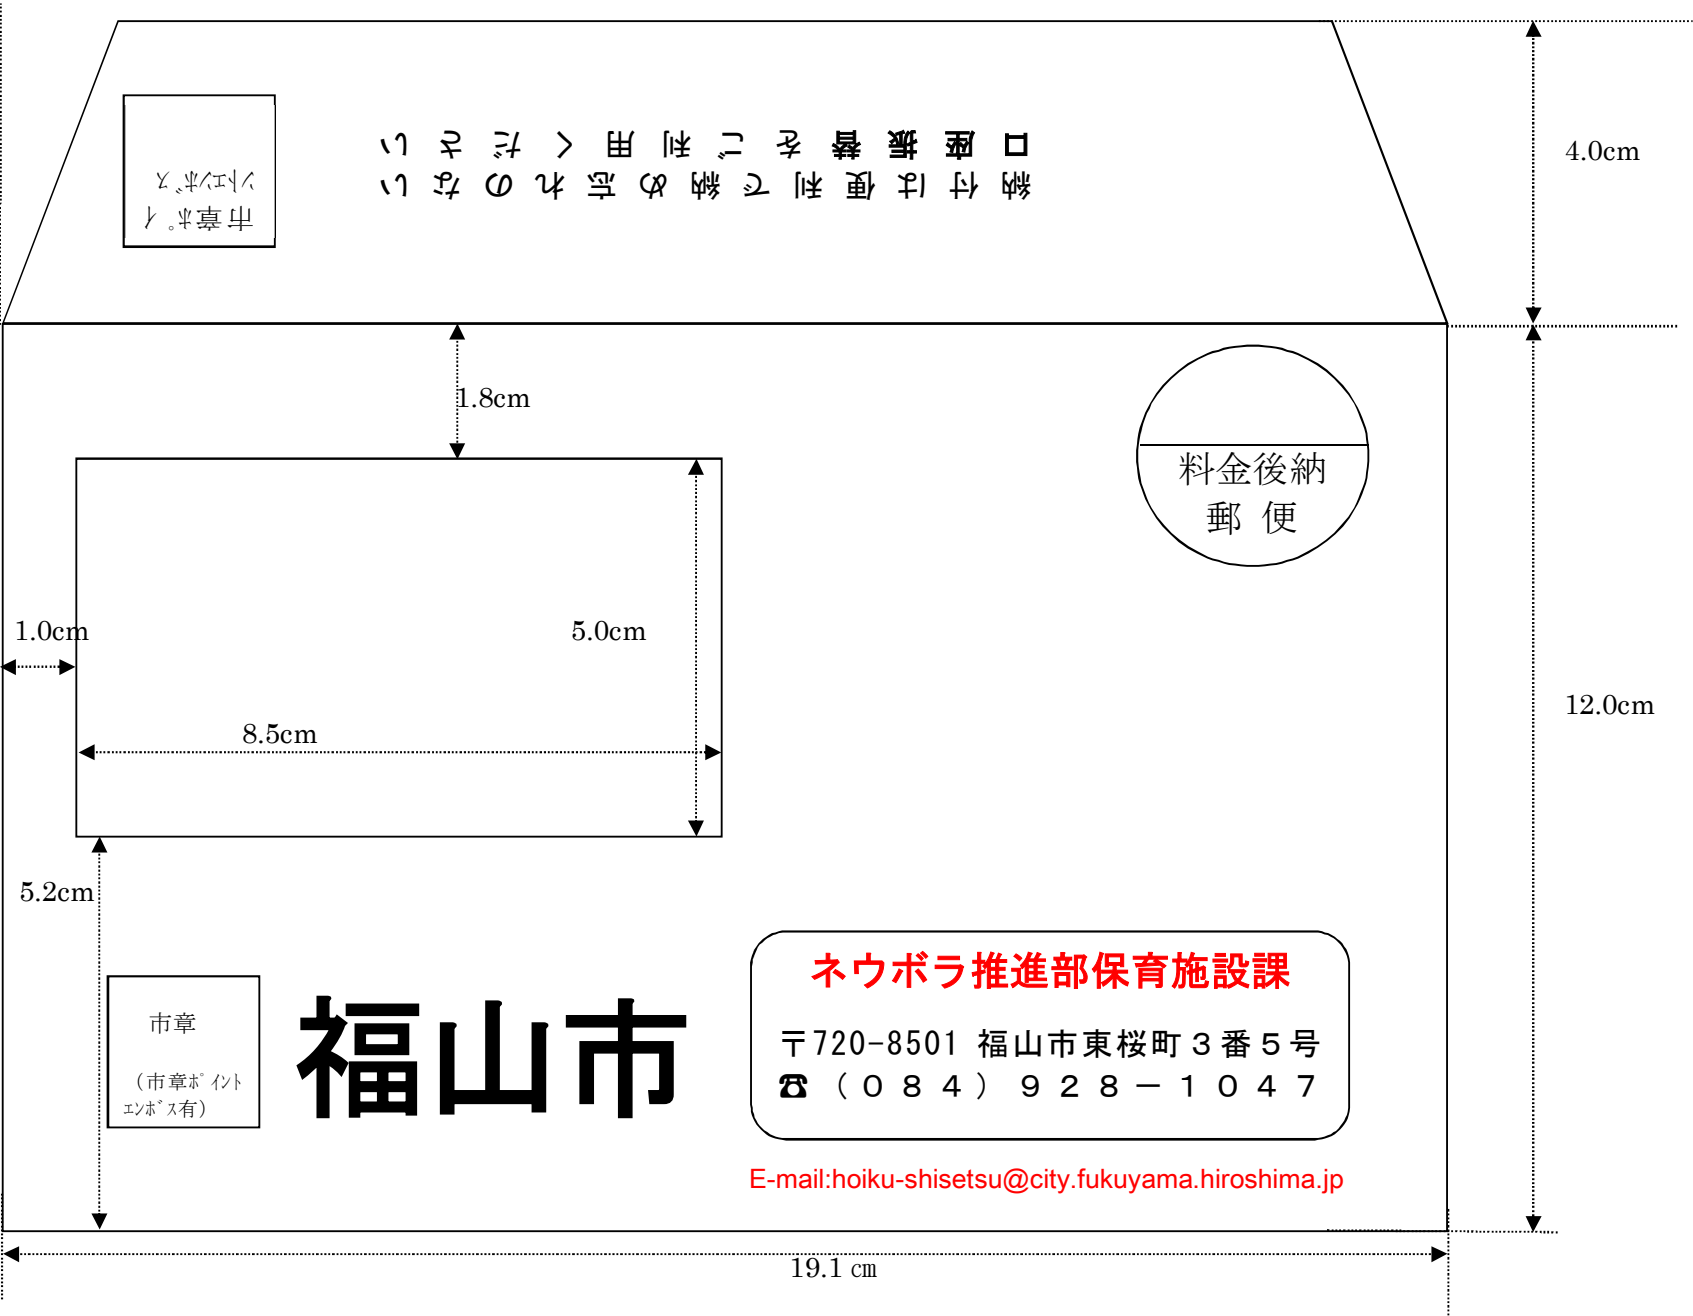 納付は便利で納め忘れのない
口座振替をご利用ください
市章ﾎﾟｲ
ﾝﾄｴﾝﾎﾞｽ
4.0cm
1.8cm
料金後納
郵 便
1.0cm
5.0cm
8.5cm
12.0cm
5.2cm
市章
（市章ﾎﾟｲﾝﾄ
ｴﾝﾎﾞｽ有）
福山市
ネウボラ推進部保育施設課
〒720-8501 福山市東桜町３番５号
☎（０８４）９２８－１０４７
E-mail:hoiku-shisetsu@city.fukuyama.hiroshima.jp
19.1㎝